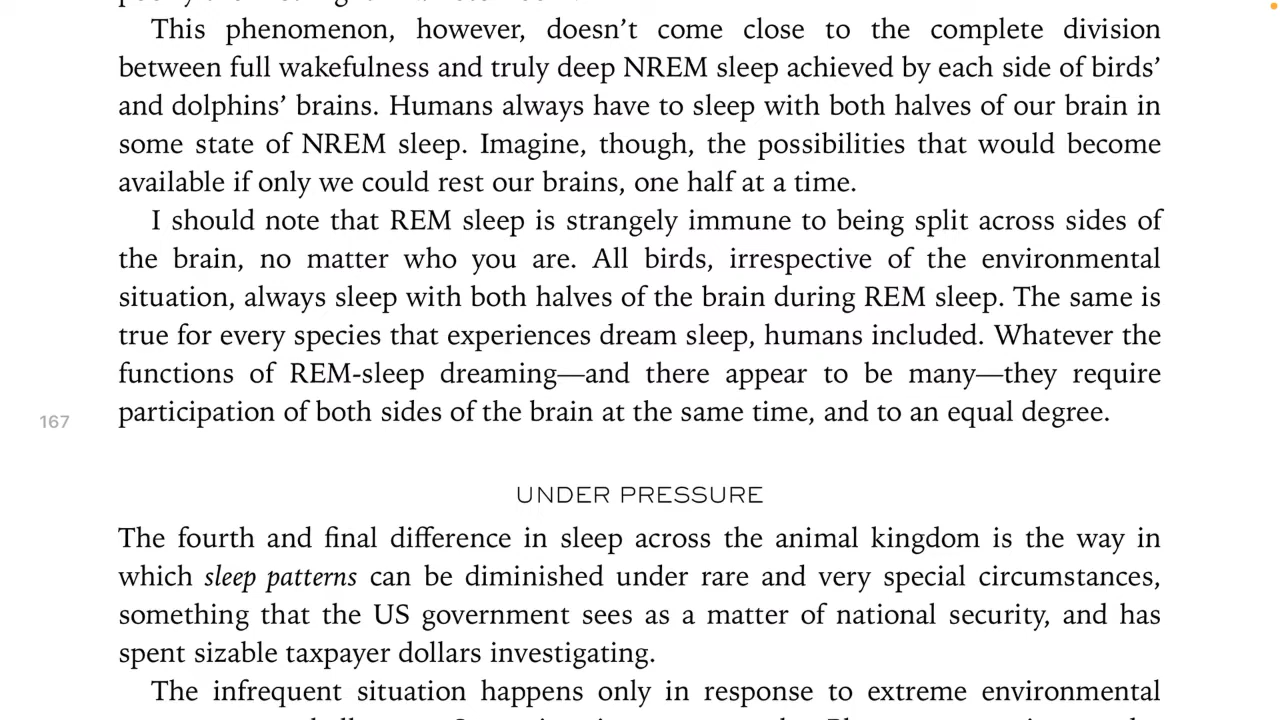 This phenomenon, however, doesn’t come close to the complete division
between full wakefulness and truly deep NREM sleep achieved by each side of birds’
and dolphins’ brains. Humans always have to sleep with both halves of our brain in
some state of NREM sleep. Imagine, though, the possibilities that would become
available if only we could rest our brains, one half at a time.
I should note that REM sleep is strangely immune to being split across sides of
the brain, no matter who you are. All birds, irrespective of the environmental
situation, always sleep with both halves of the brain during REM sleep. The same is
true for every species that experiences dream sleep, humans included. Whatever the
functions of REM-sleep dreaming—and there appear to be many—they require
167 participation of both sides of the brain at the same time, and to an equal degree.
UNDER PRESSURE
The fourth and final difference in sleep across the animal kingdom is the way in
which sleep patterns can be diminished under rare and very special circumstances,
something that the US government sees as a matter of national security, and has
spent sizable taxpayer dollars investigating.
The infrequent situation happens only in response to extreme environmental